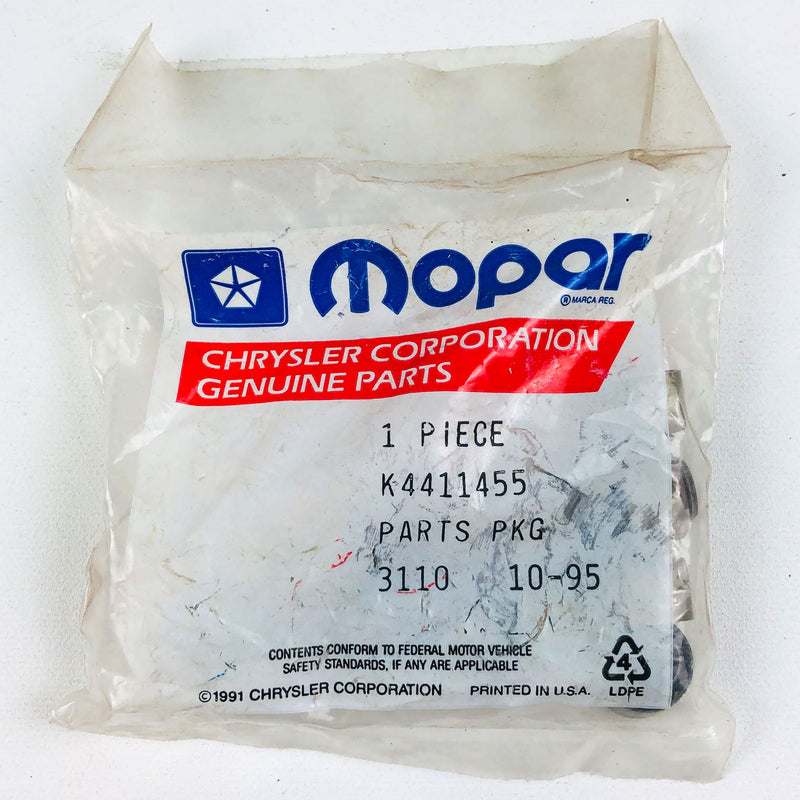 Mopar
® MARCA REG.
CHRYSLER CORPORATION
GENUINE PARTS
1 PIECE
K4411455
PARTS PKG
3110 10-95
CONTENTS CONFORM TO FEDERAL MOTOR VEHICLE
SAFETY STANDARDS, IF ANY ARE APPLICABLE
©1991 CHRYSLER CORPORATION PRINTED IN U.S.A.
4
LDPE